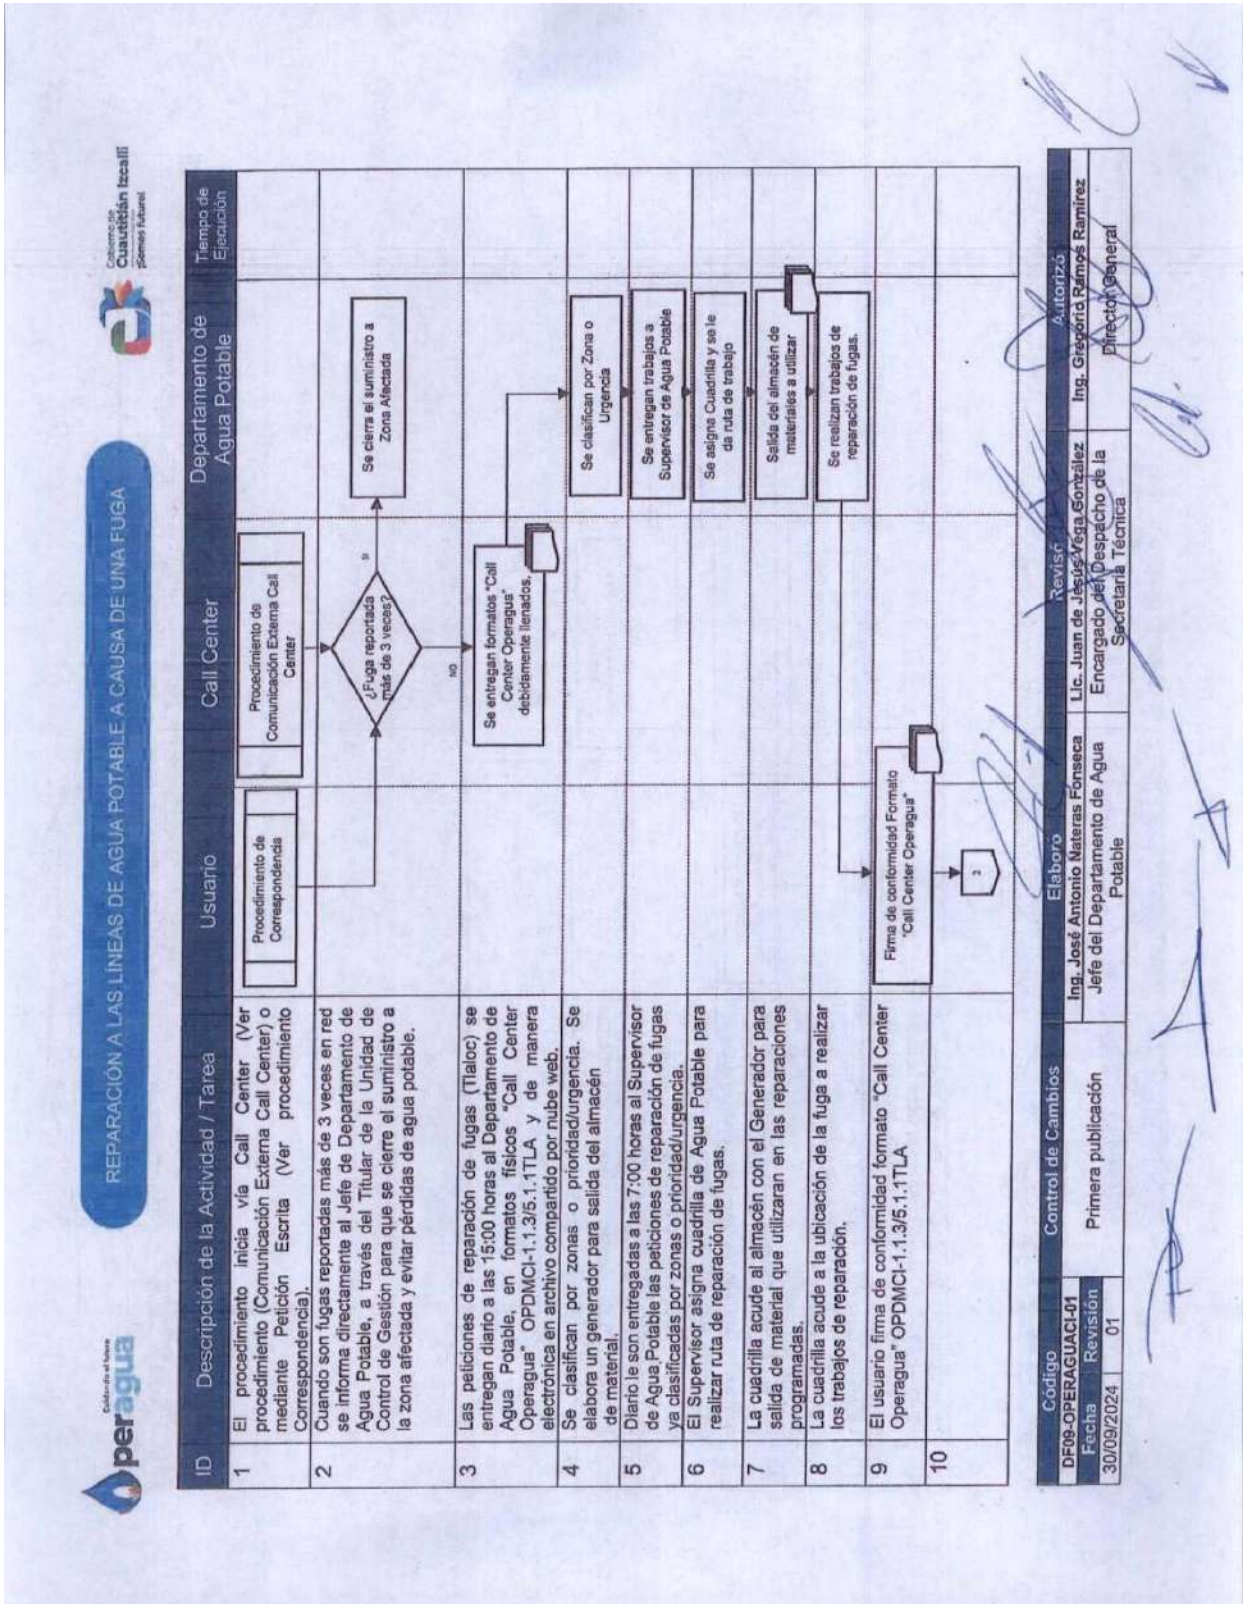 Cuidando el futuro
peragua
REPARACIÓN A LAS LÍNEAS DE AGUA POTABLE A CAUSA DE UNA FUGA
Gobierno de
Cuautitlán Izcalli
¡Somos futuro!
ID
Descripción de la Actividad / Tarea
Usuario
Call Center
Departamento de
Agua Potable
Tiempo de
Ejecución
1
El procedimiento inicia vía Call Center (Ver
procedimiento (Comunicación Externa Call Center) o
mediante Petición Escrita (Ver procedimiento
Correspondencia).
Procedimiento de
Correspondencia
Procedimiento de
Comunicación Externa Call
Center
2
Cuando son fugas reportadas más de 3 veces en red
se informa directamente al Jefe de Departamento de
Agua Potable, a través del Titular de la Unidad de
Control de Gestión para que se cierre el suministro a
la zona afectada y evitar pérdidas de agua potable.
¿Fuga reportada
más de 3 veces?
SI
Se cierra el suministro a
Zona Afectada
NO
3
Las peticiones de reparación de fugas (Tlaloc) se
entregan diario a las 15:00 horas al Departamento de
Agua Potable, en formatos físicos "Call Center
Operagua" OPDMCI-1.1.3/5.1.1TLA y de manera
electrónica en archivo compartido por nube web.
Se entregan formatos "Call
Center Operagua"
debidamente llenados.
4
Se clasifican por zonas o prioridad/urgencia. Se
elabora un generador para salida del almacén
de material.
Se clasifican por Zona o
Urgencia
5
Diario le son entregadas a las 7:00 horas al Supervisor
de Agua Potable las peticiones de reparación de fugas
ya clasificadas por zonas o prioridad/urgencia.
Se entregan trabajos a
Supervisor de Agua Potable
6
El Supervisor asigna cuadrilla de Agua Potable para
realizar ruta de reparación de fugas.
Se asigna Cuadrilla y se le
da ruta de trabajo
7
La cuadrilla acude al almacén con el Generador para
salida de material que utilizaran en las reparaciones
programadas.
Salida del almacén de
materiales a utilizar
8
La cuadrilla acude a la ubicación de la fuga a realizar
los trabajos de reparación.
Se realizan trabajos de
reparación de fugas.
9
El usuario firma de conformidad formato "Call Center
Operagua" OPDMCI-1.1.3/5.1.1TLA
Firma de conformidad Formato
"Call Center Operagua"
10
2
Código
Control de Cambios
Elaboró
Revisó
Autorizó
DF09-OPERAGUACI-01
Fecha
Revisión
30/09/2024
01
Primera publicación
Ing. José Antonio Nateras Fonseca
Jefe del Departamento de Agua
Potable
Lic. Juan de Jesús Vega González
Encargado del Despacho de la
Secretaría Técnica
Ing. Gregorio Ramos Ramírez
Director General